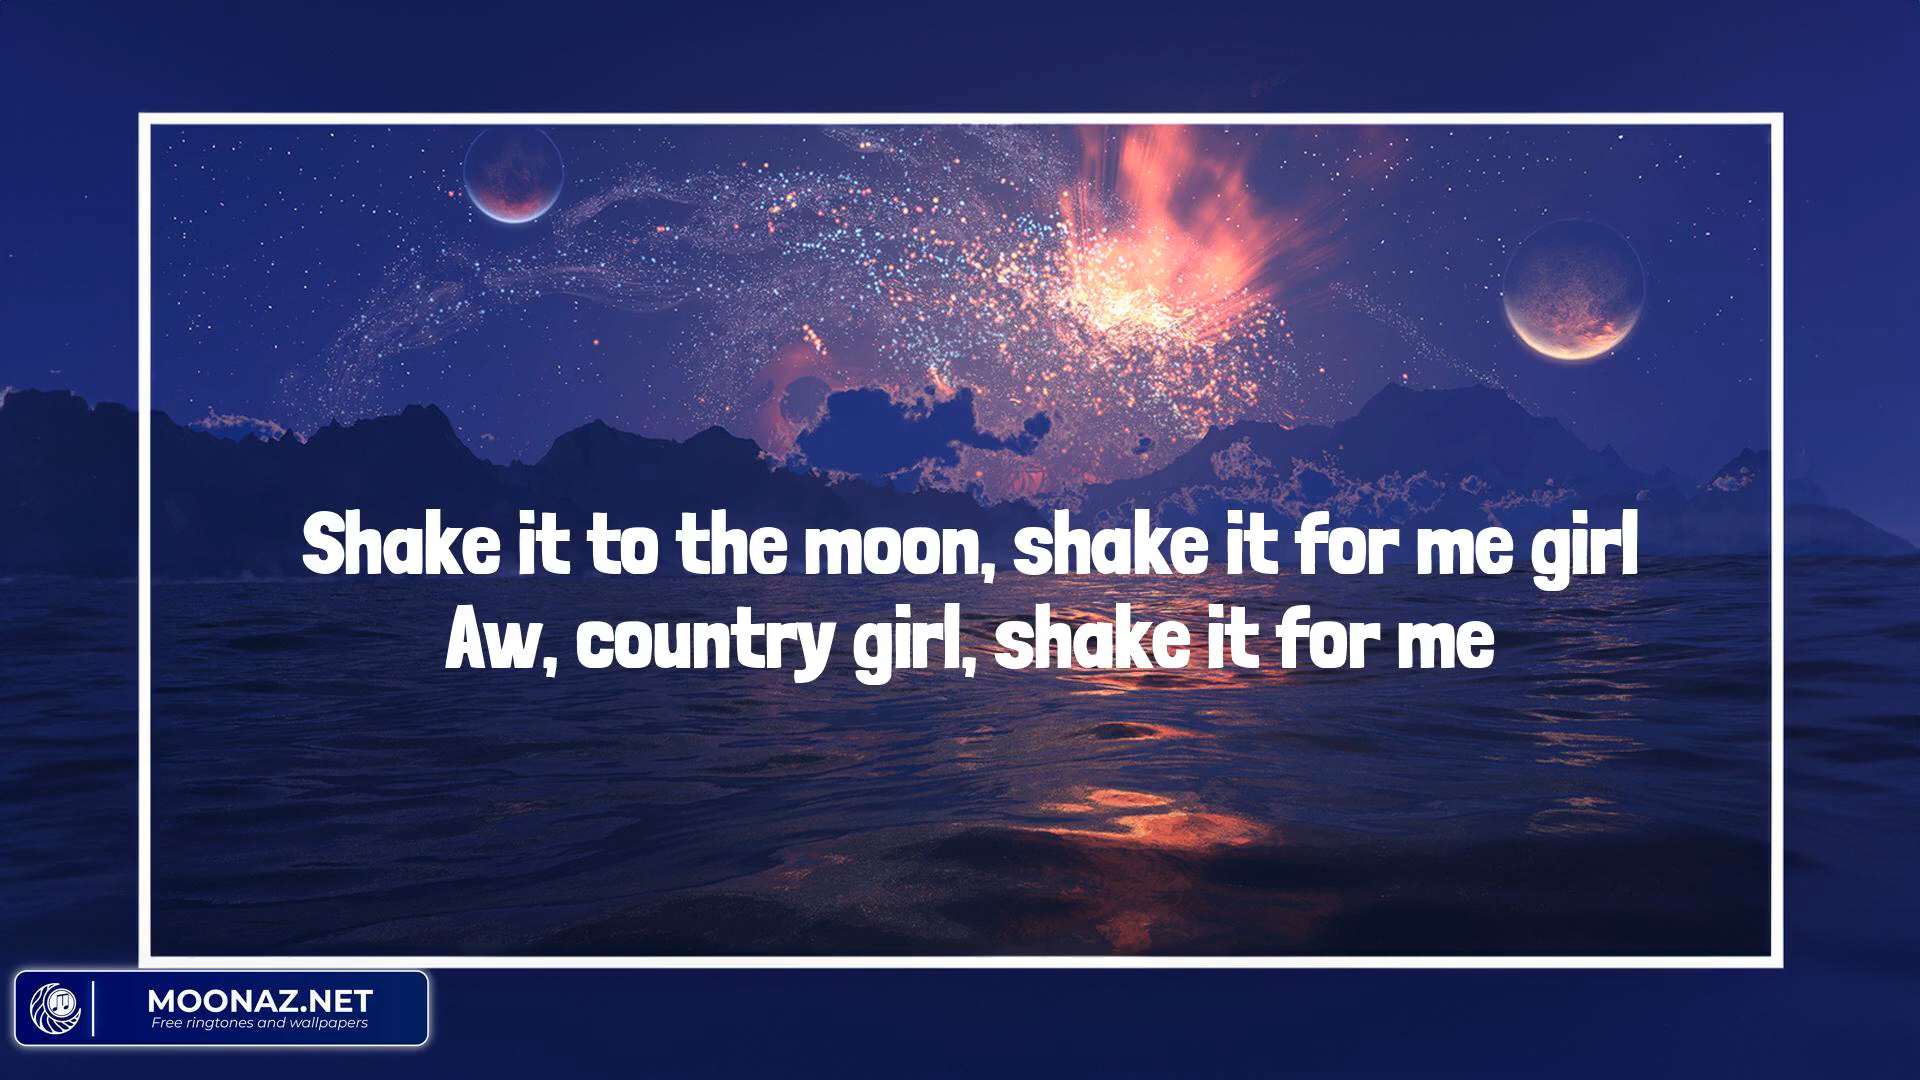 Shake it to the moon, shake it for me girl
Aw, country girl, shake it for me
MOONAZ.NET
Free ringtones and wallpapers